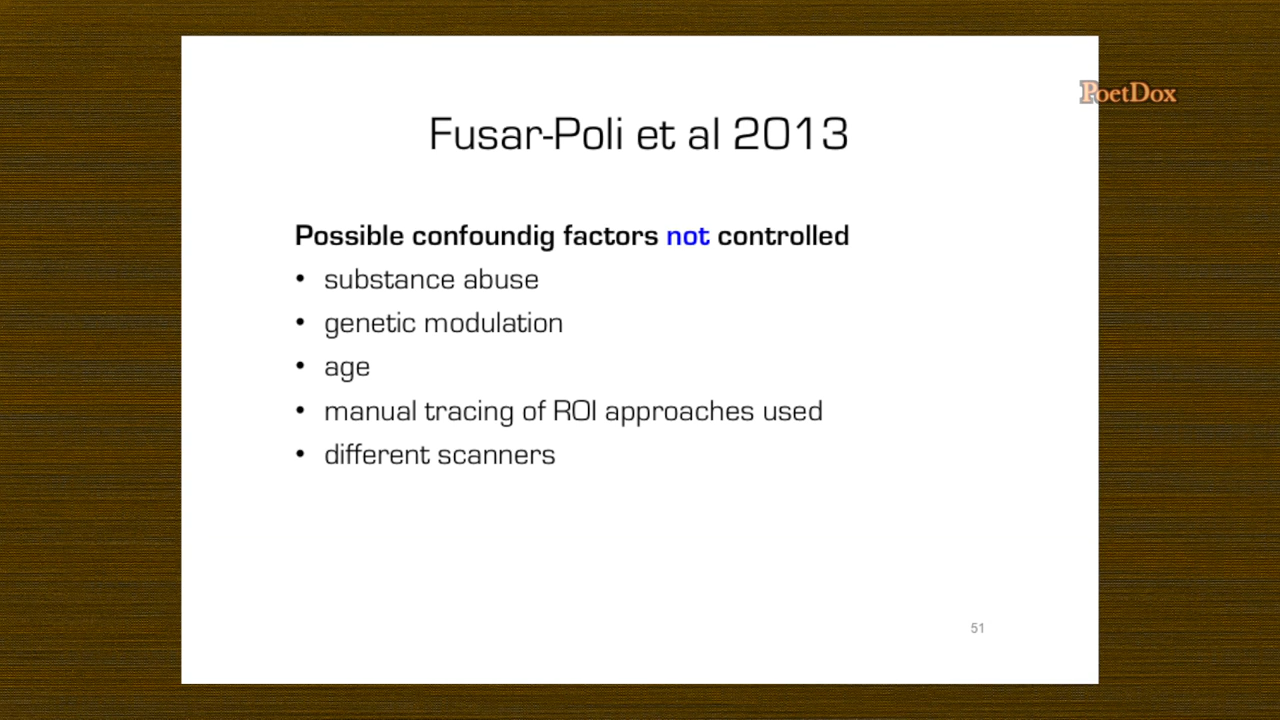 PoetDox
Fusar-Poli et al 2013
Possible confoundig factors not controlled
• substance abuse
• genetic modulation
• age
• manual tracing of ROI approaches used
• different scanners
51